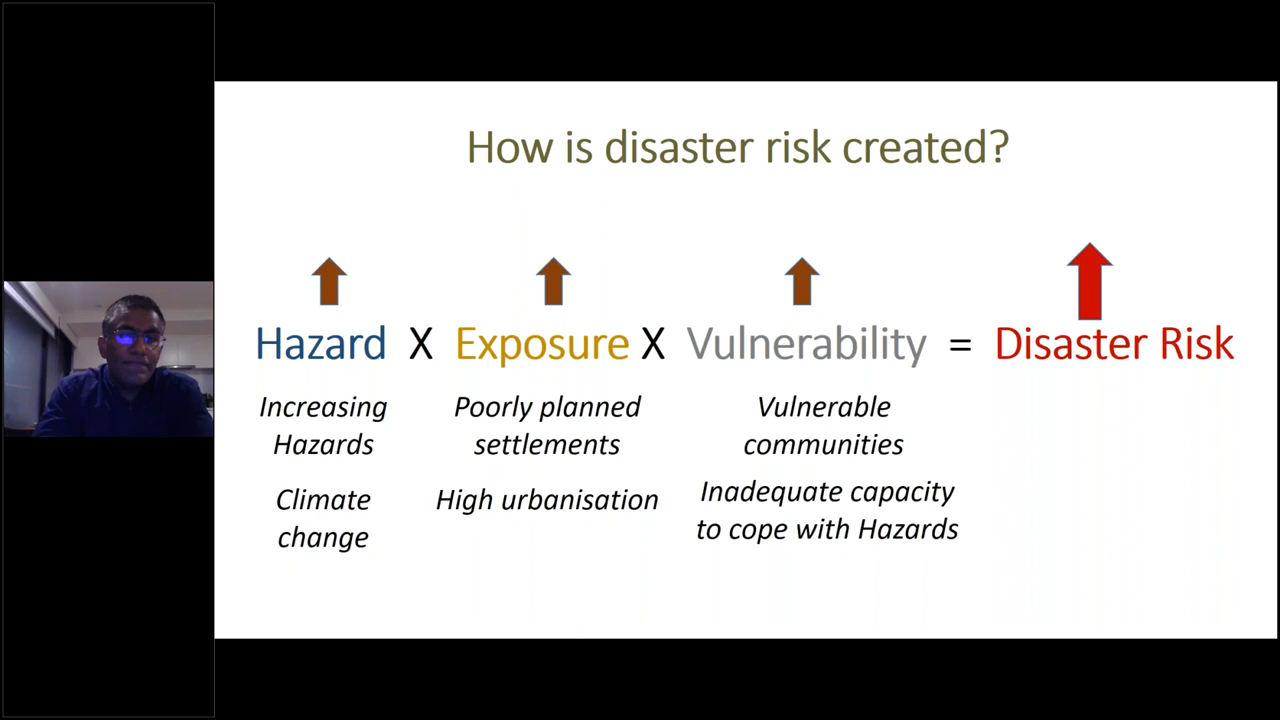 How is disaster risk created?
Hazard X Exposure X Vulnerability = Disaster Risk
Increasing
Hazards
Climate
change
Poorly planned
settlements
High urbanisation
Vulnerable
communities
Inadequate capacity
to cope with Hazards